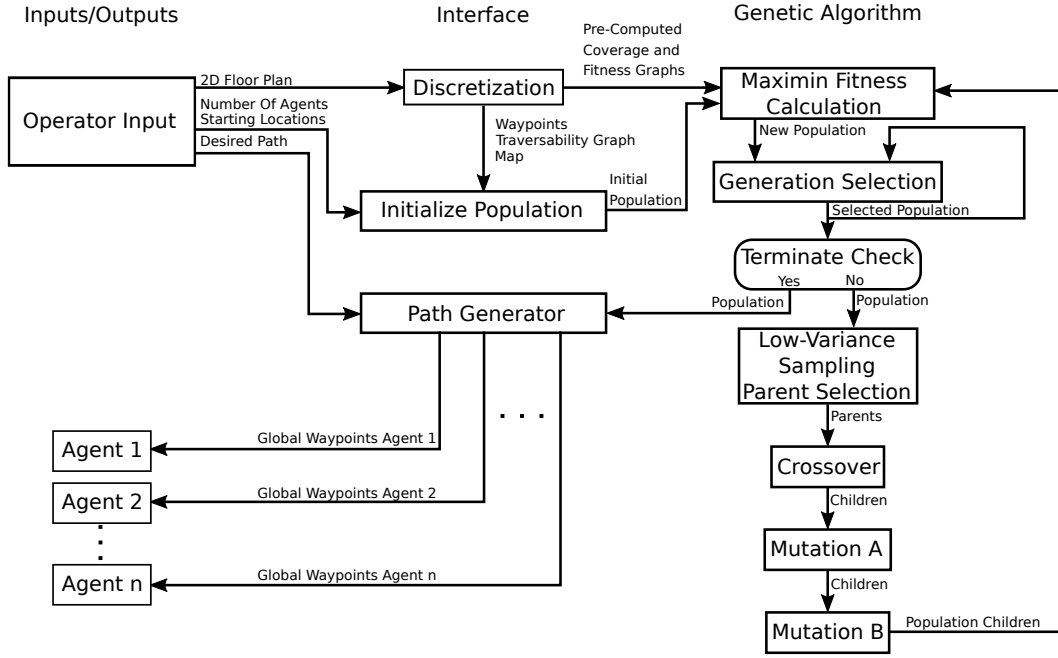 Inputs/Outputs
Interface
Genetic Algorithm
Operator Input
2D Floor Plan
Number Of Agents
Starting Locations
Desired Path
Discretization
Pre-Computed
Coverage and
Fitness Graphs
Waypoints
Traversability Graph
Map
Initialize Population
Initial
Population
Maximin Fitness
Calculation
New Population
Generation Selection
Selected Population
Terminate Check
Yes
No
Population
Population
Path Generator
Low-Variance
Sampling
Parent Selection
Parents
Crossover
Children
Mutation A
Children
Mutation B
Population Children
. . .
Global Waypoints Agent 1
Agent 1
Global Waypoints Agent 2
Agent 2
Global Waypoints Agent n
Agent n